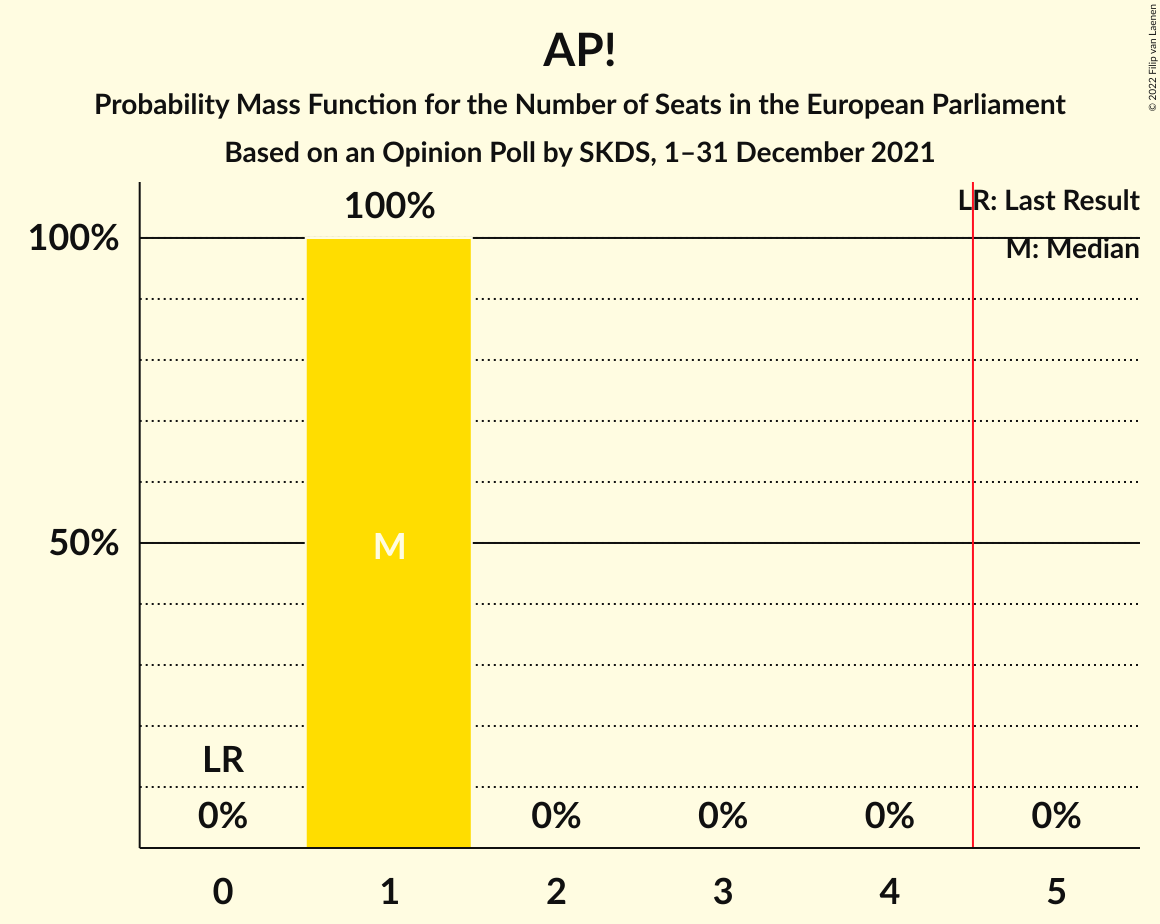 AP!
Probability Mass Function for the Number of Seats in the European Parliament
Based on an Opinion Poll by SKDS, 1–31 December 2021
© 2022 Filip van Laenen
LR: Last Result
M: Median
100%
100%
50%
M
LR
0%
0%
0%
0%
0%
0
1
2
3
4
5